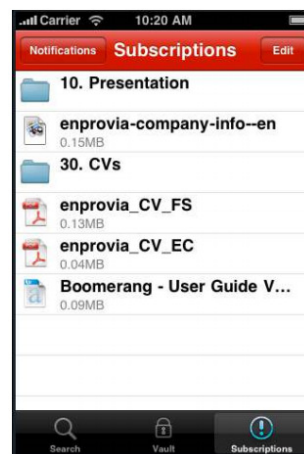 Carrier 10:20 AM
Notifications Subscriptions Edit
10. Presentation
enprovia-company-info--en
0.15MB
30. CVs
enprovia_CV_FS
0.13MB
enprovia_CV_EC
0.04MB
Boomerang - User Guide V...
0.09MB
Search Vault Subscriptions